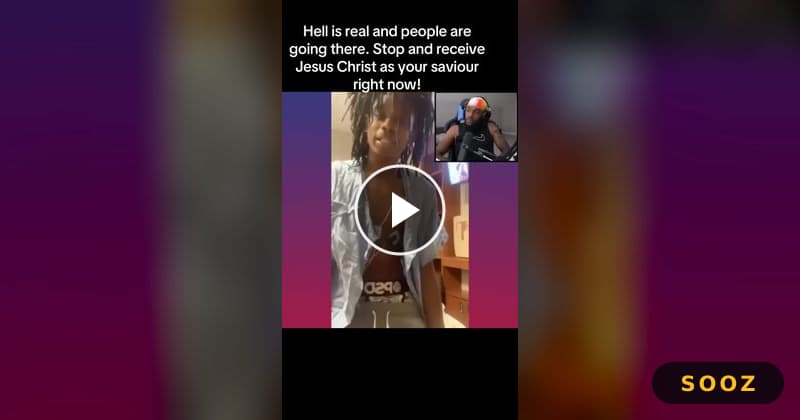 Hell is real and people are
going there. Stop and receive
Jesus Christ as your saviour
right now!
PSD
SOOZ